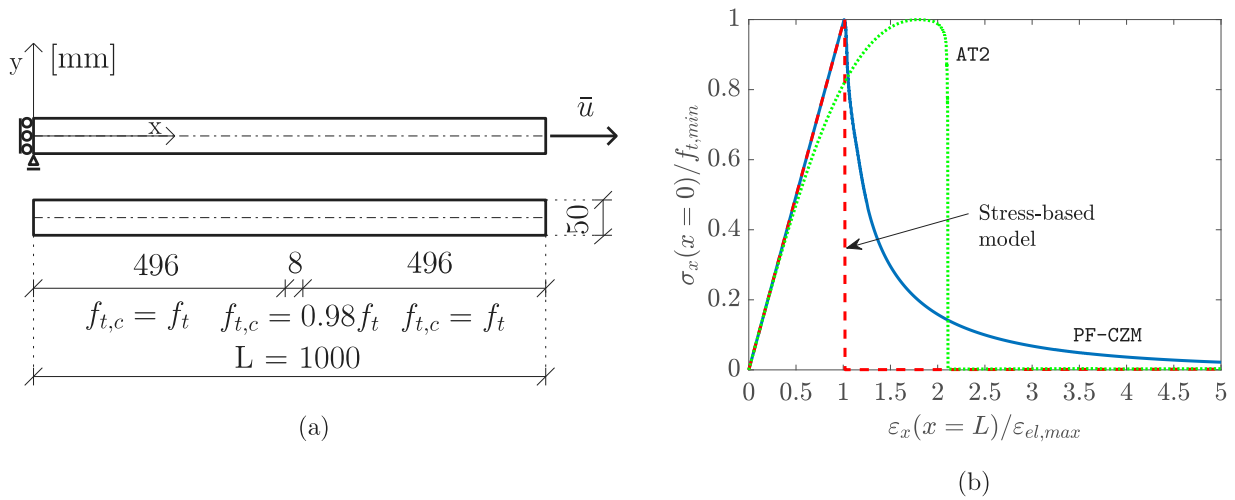 y [mm]
x
ū
50
496 8 496
f_{t,c} = f_t f_{t,c} = 0.98f_t f_{t,c} = f_t
L = 1000
(a)
σ_x(x = 0)/f_{t,min}
1
0.8
0.6
0.4
0.2
0
AT2
Stress-based
model
PF-CZM
0 0.5 1 1.5 2 2.5 3 3.5 4 4.5 5
ε_x(x = L)/ε_{el,max}
(b)